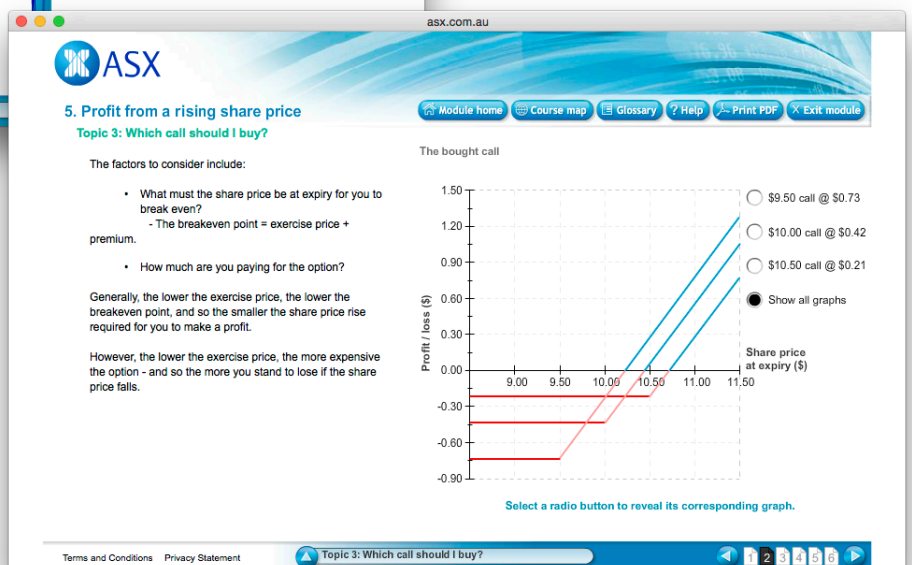 asx.com.au
ASX
5. Profit from a rising share price
Module home
Course map
Glossary
? Help
Print PDF
X Exit module
Topic 3: Which call should I buy?
The factors to consider include:
• What must the share price be at expiry for you to
break even?
- The breakeven point = exercise price +
premium.
• How much are you paying for the option?
Generally, the lower the exercise price, the lower the
breakeven point, and so the smaller the share price rise
required for you to make a profit.
However, the lower the exercise price, the more expensive
the option - and so the more you stand to lose if the share
price falls.
The bought call
Profit / loss ($)
1.50
1.20
0.90
0.60
0.30
0.00
-0.30
-0.60
-0.90
9.00 9.50 10.00 10.50 11.00 11.50
Share price
at expiry ($)
$9.50 call @ $0.73
$10.00 call @ $0.42
$10.50 call @ $0.21
Show all graphs
Select a radio button to reveal its corresponding graph.
Terms and Conditions Privacy Statement
Topic 3: Which call should I buy?
1 2 3 4 5 6